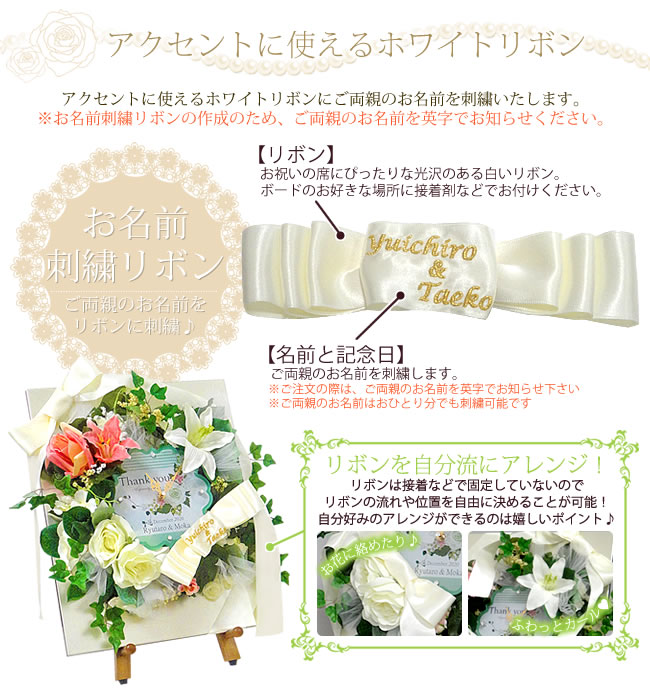 アクセントに使えるホワイトリボン
アクセントに使えるホワイトリボンにご両親のお名前を刺繍いたします。
※お名前刺繍リボンの作成のため、ご両親のお名前を英字でお知らせください。
【リボン】
お祝いの席にぴったりな光沢のある白いリボン。
ボードのお好きな場所に接着剤などでお付けください。
お名前
刺繍リボン
ご両親のお名前を
リボンに刺繍♪
Yuichiro
&
Taeko
【名前と記念日】
ご両親のお名前を刺繍します。
※ご注文の際は、ご両親のお名前を英字でお知らせ下さい
※ご両親のお名前はおひとり分でも刺繍可能です
Thank you
December 2020
Ryutaro & Moka
Yuichiro
&
Taeko
リボンを自分流にアレンジ！
リボンは接着などで固定していないので
リボンの流れや位置を自由に決めることが可能！
自分好みのアレンジができるのは嬉しいポイント♪
お花に絡めたり♪
December 2020
Ryutaro & Moka
Thank you
ふわっとカール♥